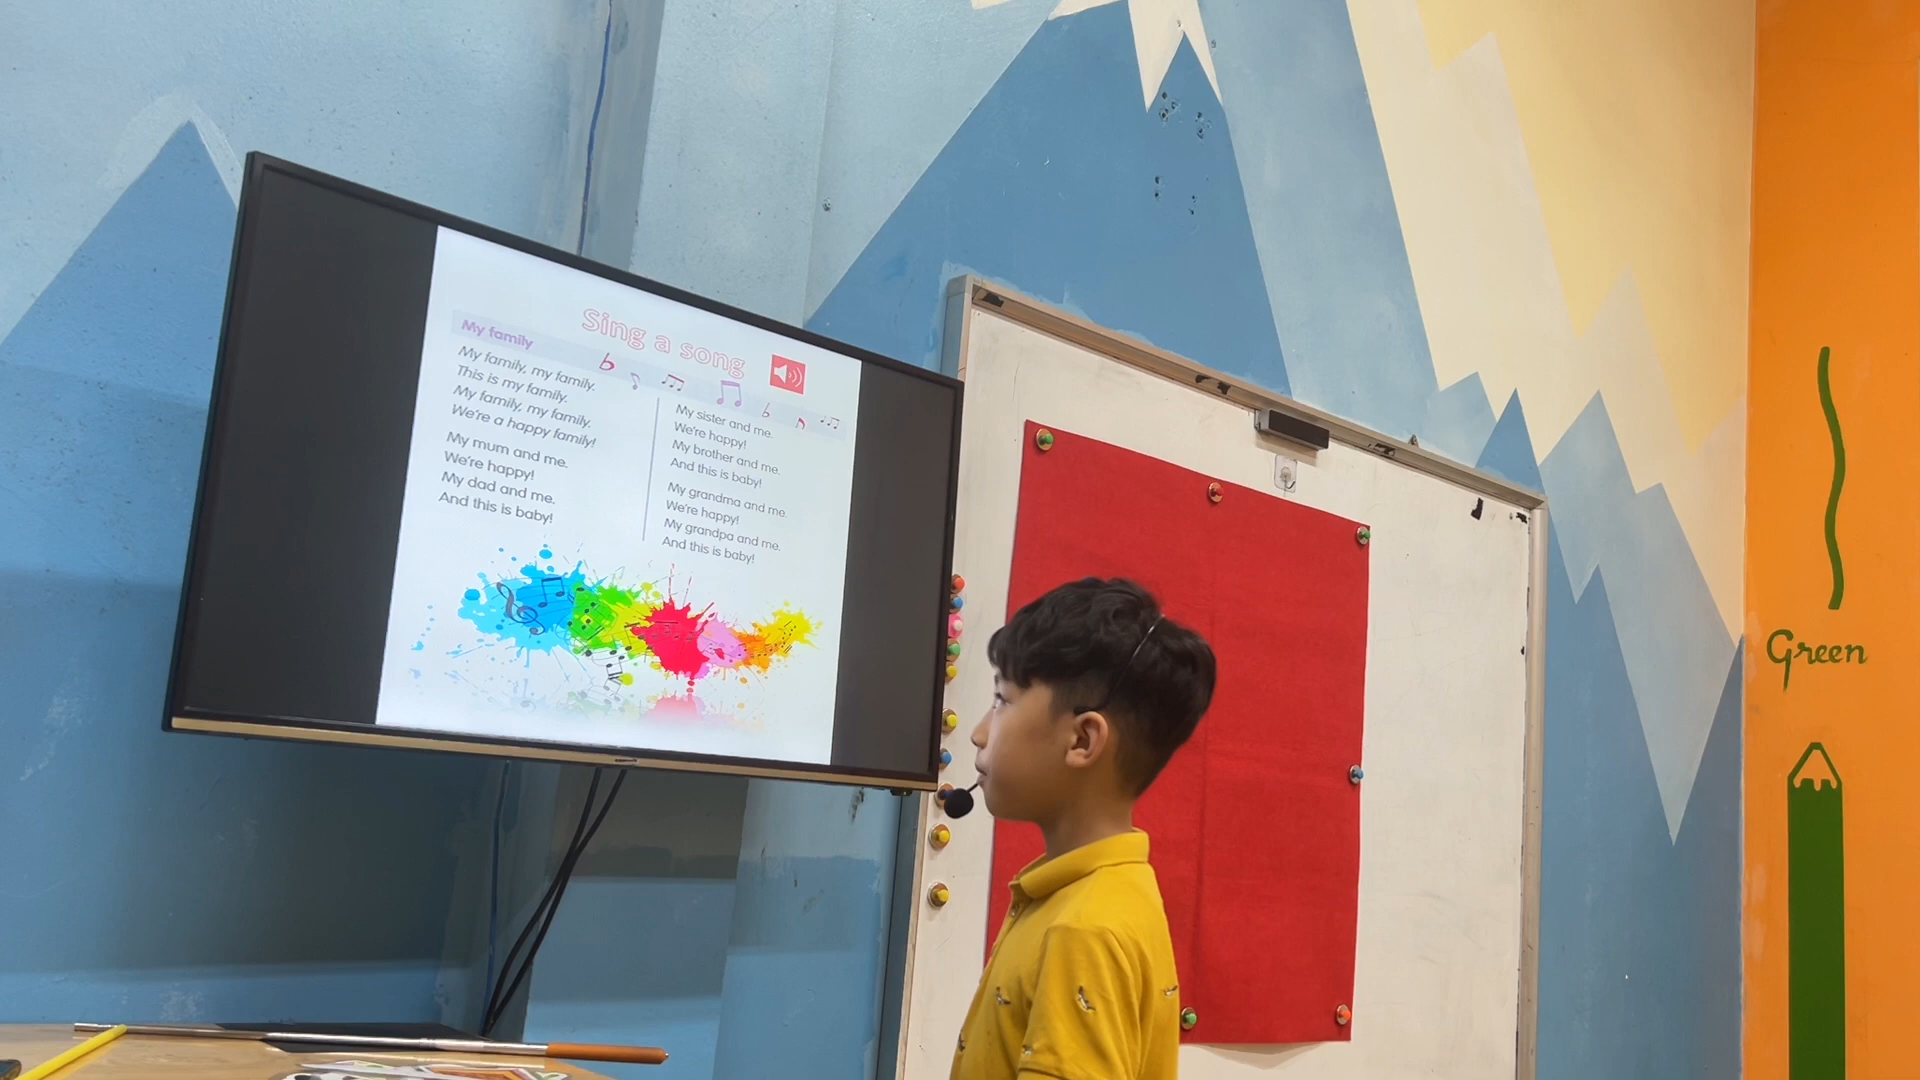 Sing a song
My family
My family, my family.
This is my family.
My family, my family.
We're a happy family!
My mum and me.
We're happy!
My dad and me.
And this is baby!
My sister and me.
We're happy!
My brother and me.
And this is baby!
My grandma and me.
We're happy!
My grandpa and me.
And this is baby!
Green